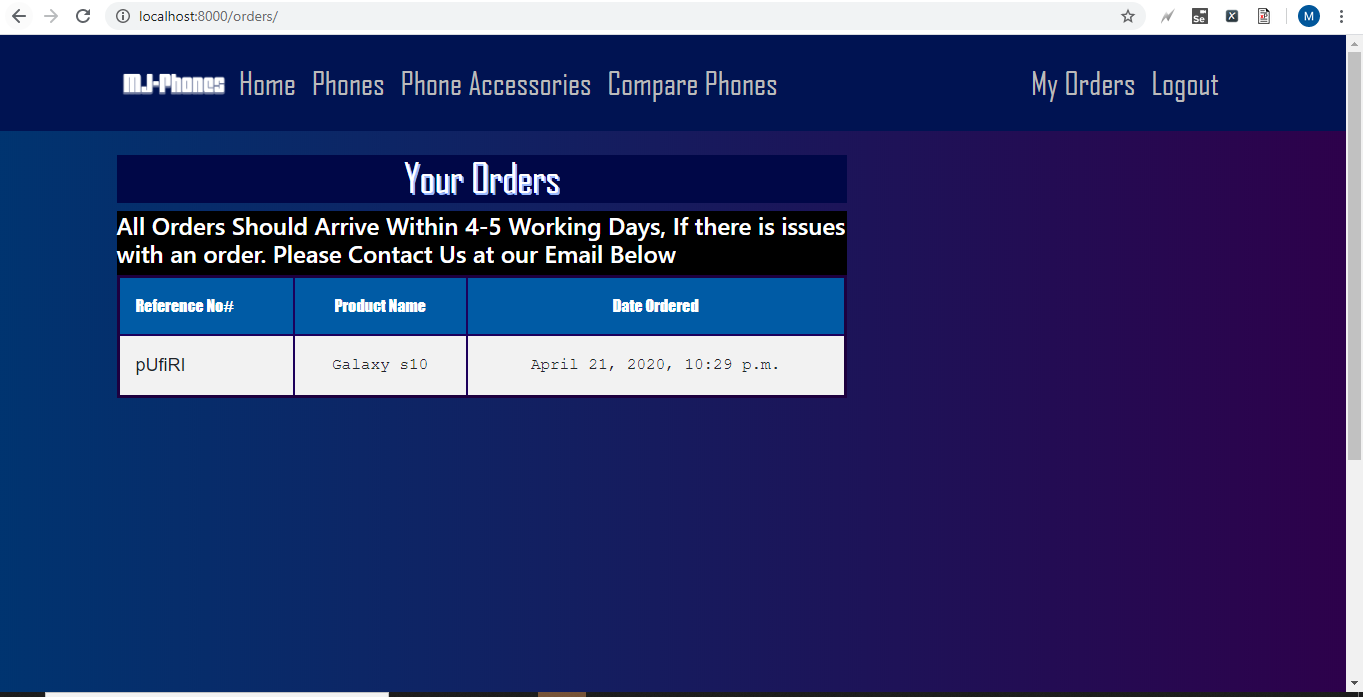 localhost:8000/orders/
Se
X
M
MJ-Phones Home Phones Phone Accessories Compare Phones My Orders Logout
Your Orders
All Orders Should Arrive Within 4-5 Working Days, If there is issues
with an order. Please Contact Us at our Email Below
Reference No# Product Name Date Ordered
pUfiRI Galaxy s10 April 21, 2020, 10:29 p.m.